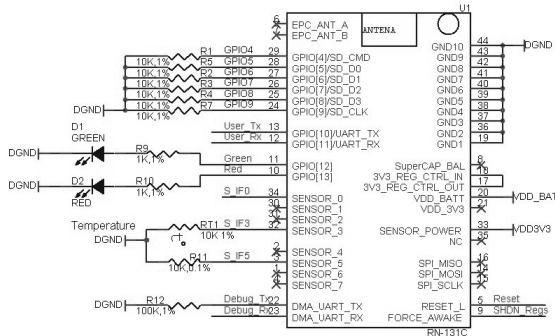 U1
6 EPC_ANT_A ANTENA
EPC_ANT_B GND10 44 DGND
R1 GPIO4 29 GPIO[4]/SD_CMD GND9 43
10K,1% R5 GPIO5 28 GPIO[5]/SD_D0 GND8 42
10K,1% R2 GPIO6 27 GPIO[6]/SD_D1 GND7 41
10K,1% R3 GPIO7 26 GPIO[7]/SD_D2 GND6 40
10K,1% R4 GPIO8 25 GPIO[8]/SD_D3 GND5 39
10K,1% R7 GPIO9 24 GPIO[9]/SD_CLK GND4 38
DGND 10K,1% GND3 37
User_Tx 13 GPIO[10]/UART_TX GND2 36
User_Rx 12 GPIO[11]/UART_RX GND1 19
D1
GREEN
DGND R9 Green 11 GPIO[12] SuperCAP_BAL 8
1K,1% Red 10 GPIO[13] 3V3_REG_CTRL_IN 18
DGND D2 R10 3V3_REG_CTRL_OUT 17
RED 1K,1% S_IF0 34 SENSOR_0 VDD_BATT 20 VDD_BAT
30 SENSOR_1 VDD_3V3 21
31 SENSOR_2
Temperature RT1 S_IF3 32 SENSOR_3 SENSOR_POWER 33 VDD3V3
DGND 10K 1% NC 35
t°
2 SENSOR_4
R11 S_IF5 3 SENSOR_5 SPI_MISO 16
10K,0.1% 1 SENSOR_6 SPI_MOSI 14
SENSOR_7 SPI_SCLK 15
DGND R12 Debug_Tx 22 DMA_UART_TX RESET_L 5 Reset
100K,1% Debug_Rx 23 DMA_UART_RX FORCE_AWAKE 9 SHDN_Regs
RN-131C